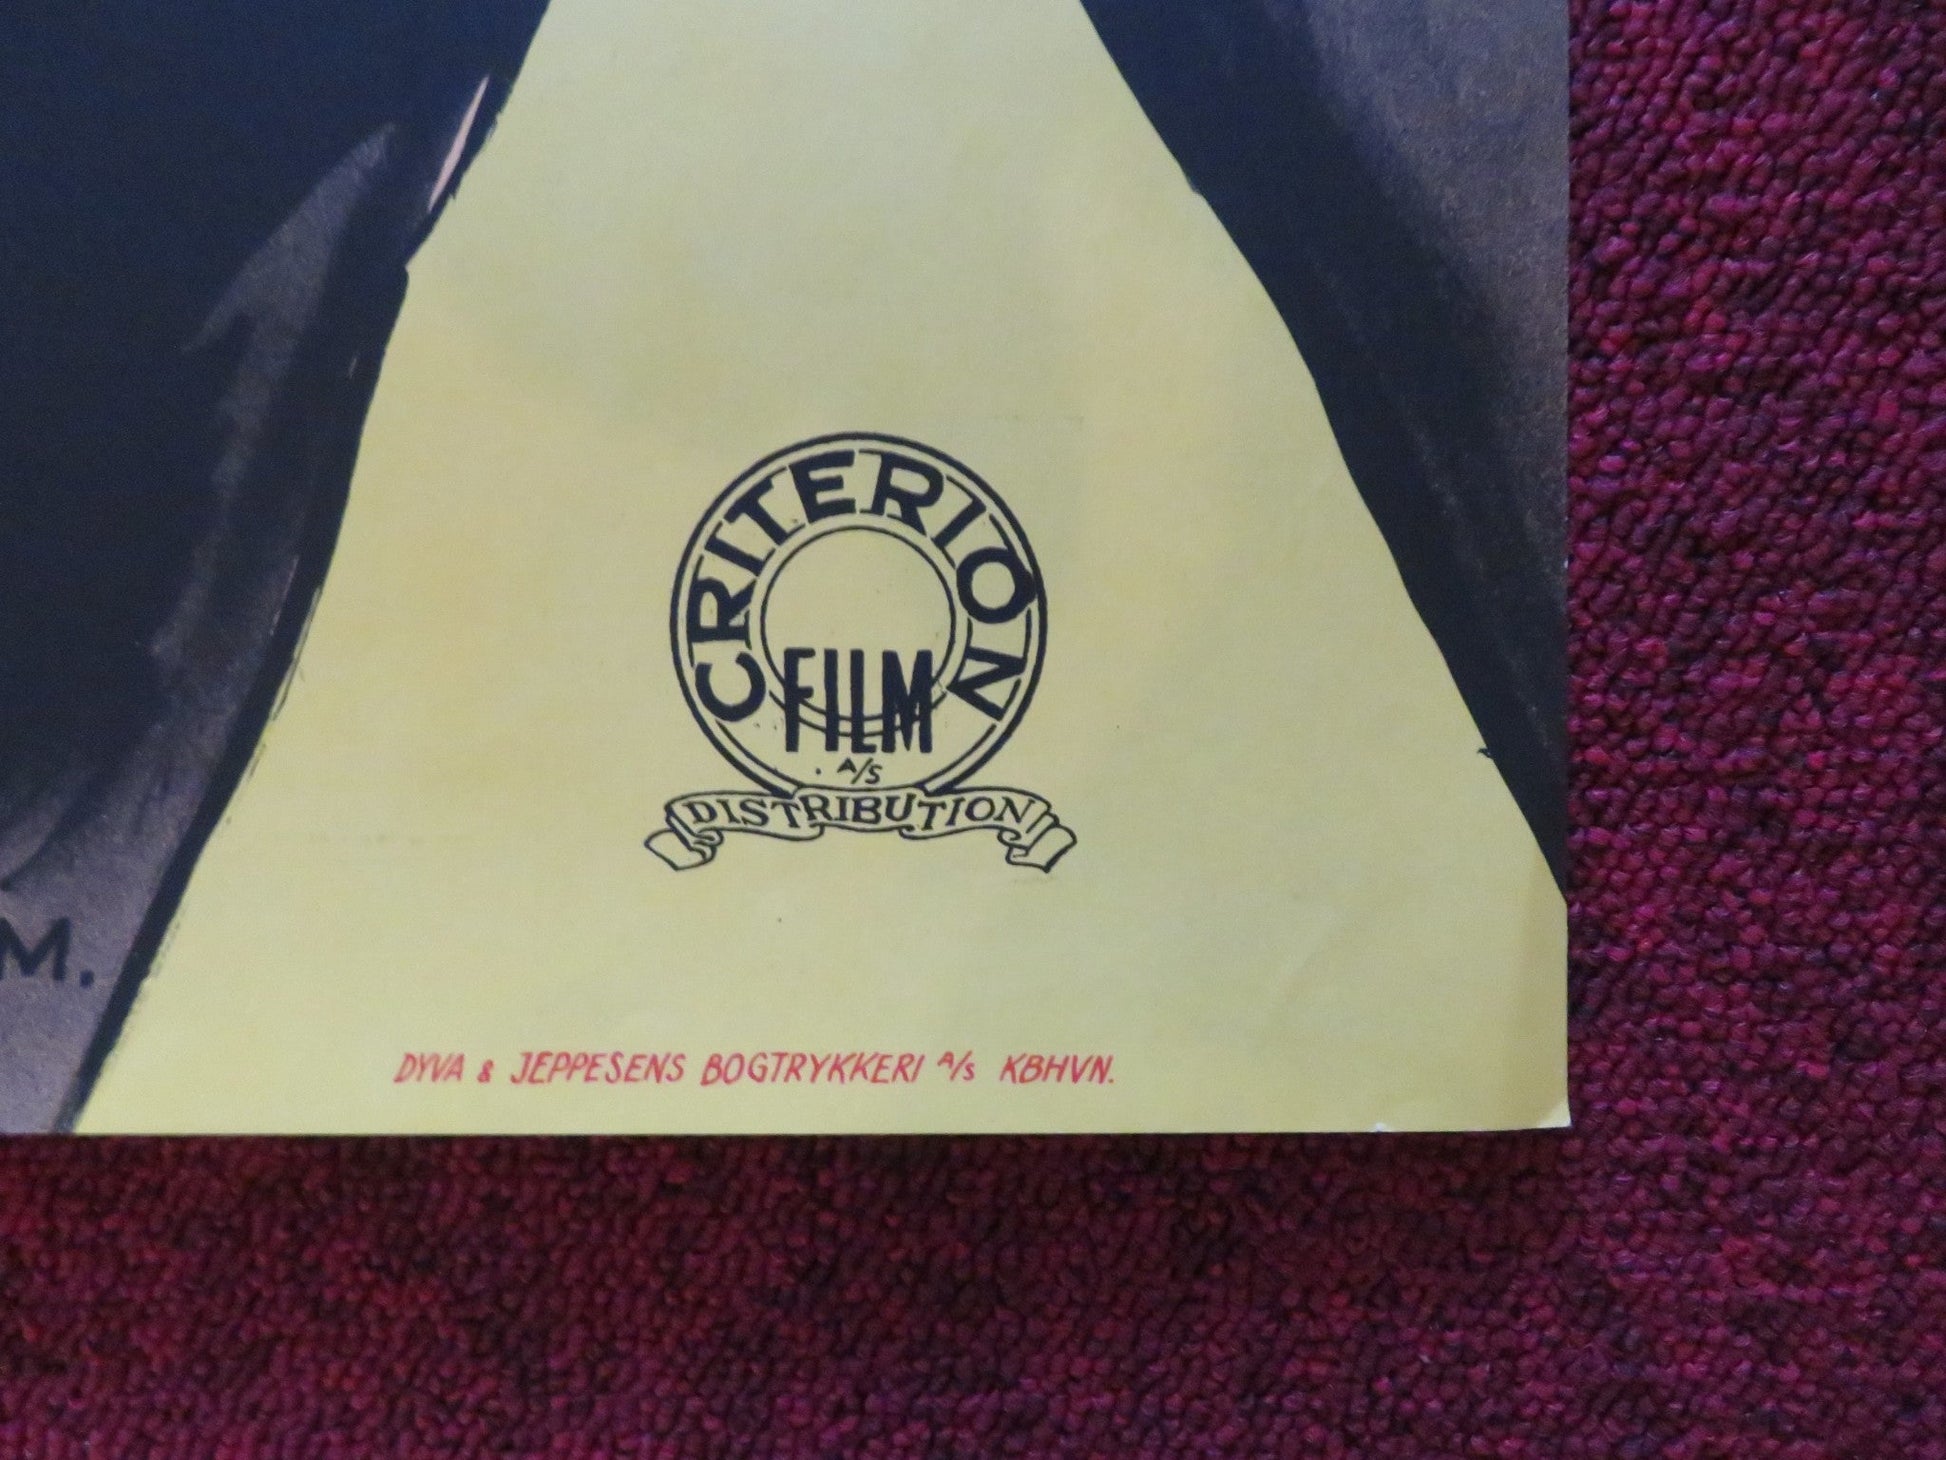 CRITERION
FILM
A/S
DISTRIBUTION
M.
DYVA & JEPPESENS BOGTRYKKERI A/S KBHVN.